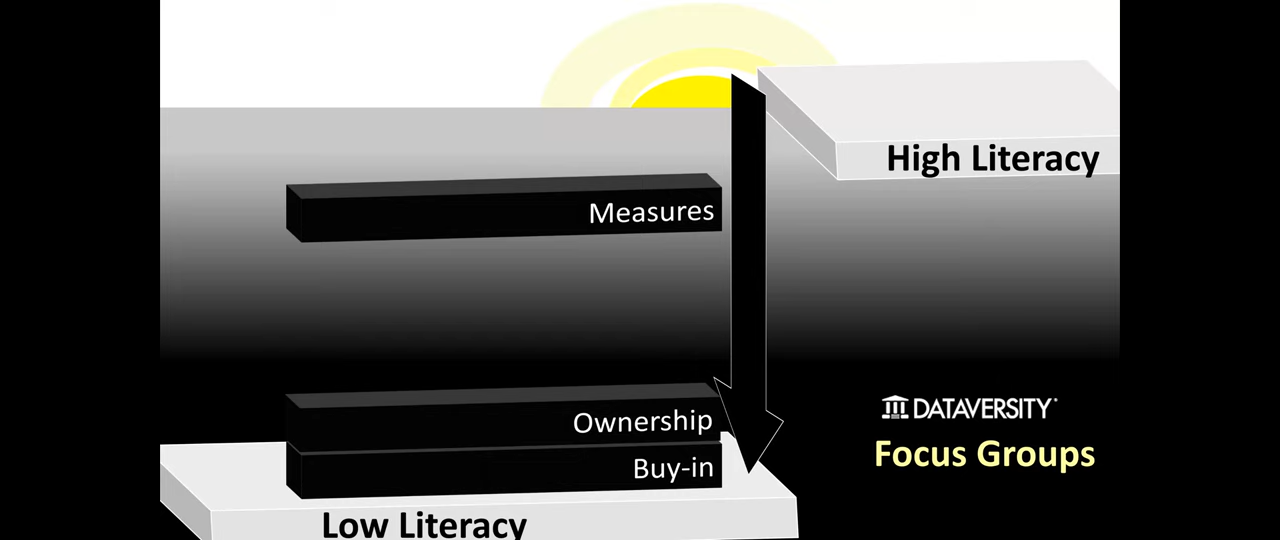 High Literacy
Measures
Ownership
Buy-in
Low Literacy
DATAVERSITY
Focus Groups